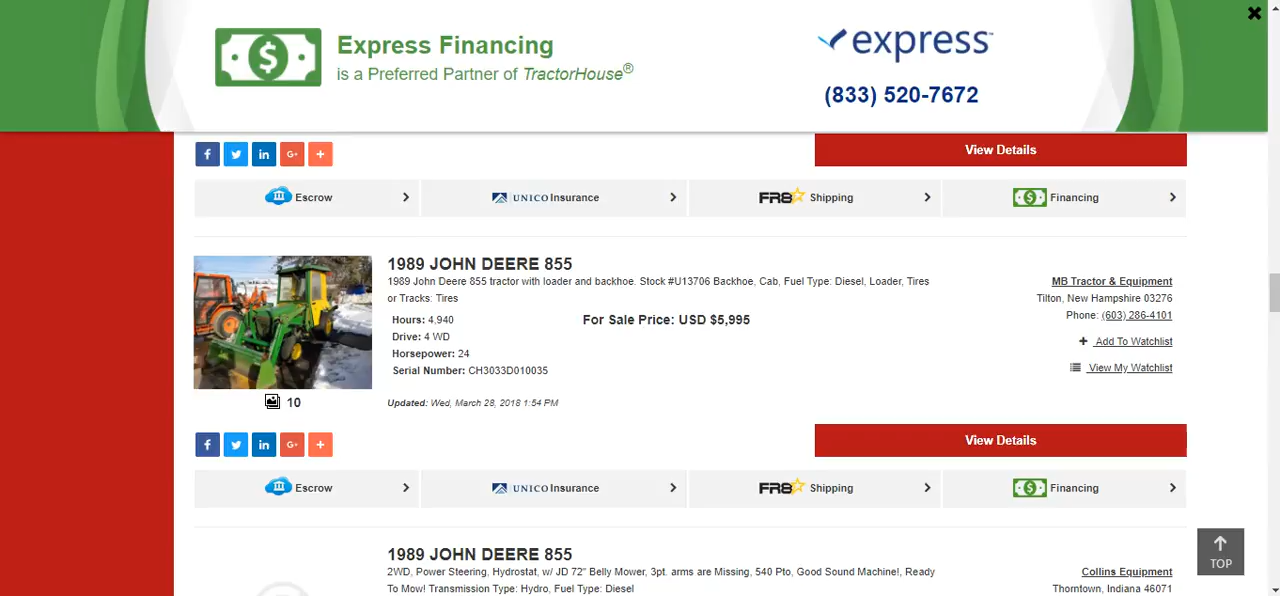 Express Financing
is a Preferred Partner of TractorHouse®
express™
(833) 520-7672
View Details
Escrow
UNICO Insurance
FR8 Shipping
Financing
1989 JOHN DEERE 855
1989 John Deere 855 tractor with loader and backhoe. Stock #U13706 Backhoe, Cab, Fuel Type: Diesel, Loader, Tires
or Tracks: Tires
Hours: 4,940
Drive: 4 WD
Horsepower: 24
Serial Number: CH3033D010035
For Sale Price: USD $5,995
MB Tractor & Equipment
Tilton, New Hampshire 03276
Phone: (603) 286-4101
+ Add To Watchlist
View My Watchlist
10
Updated: Wed, March 28, 2018 1:54 PM
View Details
Escrow
UNICO Insurance
FR8 Shipping
Financing
1989 JOHN DEERE 855
2WD, Power Steering, Hydrostat, w/ JD 72" Belly Mower, 3pt. arms are Missing, 540 Pto, Good Sound Machine!, Ready
To Mow! Transmission Type: Hydro, Fuel Type: Diesel
Collins Equipment
Thorntown, Indiana 46071
TOP